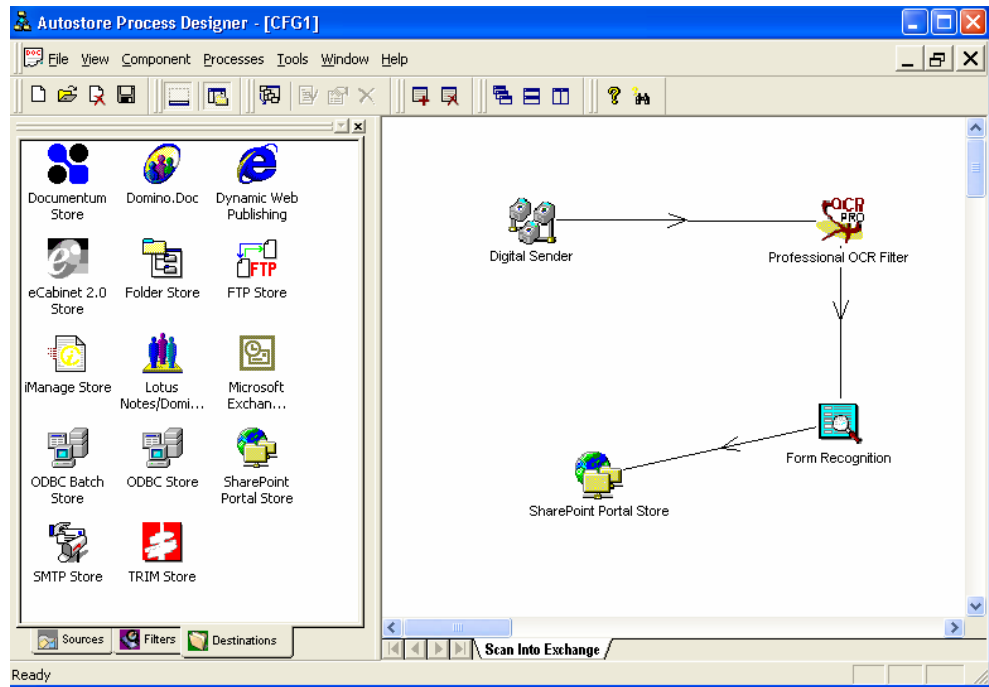 Autostore Process Designer - [CFG1]
DOC File View Component Processes Tools Window Help
Documentum Store
Domino.Doc
Dynamic Web Publishing
eCabinet 2.0 Store
Folder Store
FTP
FTP Store
iManage Store
Lotus Notes/Domi...
Microsoft Exchan...
ODBC Batch Store
ODBC Store
SharePoint Portal Store
SMTP Store
TRIM Store
Sources Filters Destinations
Digital Sender
OCR
PRO
Professional OCR Filter
Form Recognition
SharePoint Portal Store
Scan Into Exchange
Ready